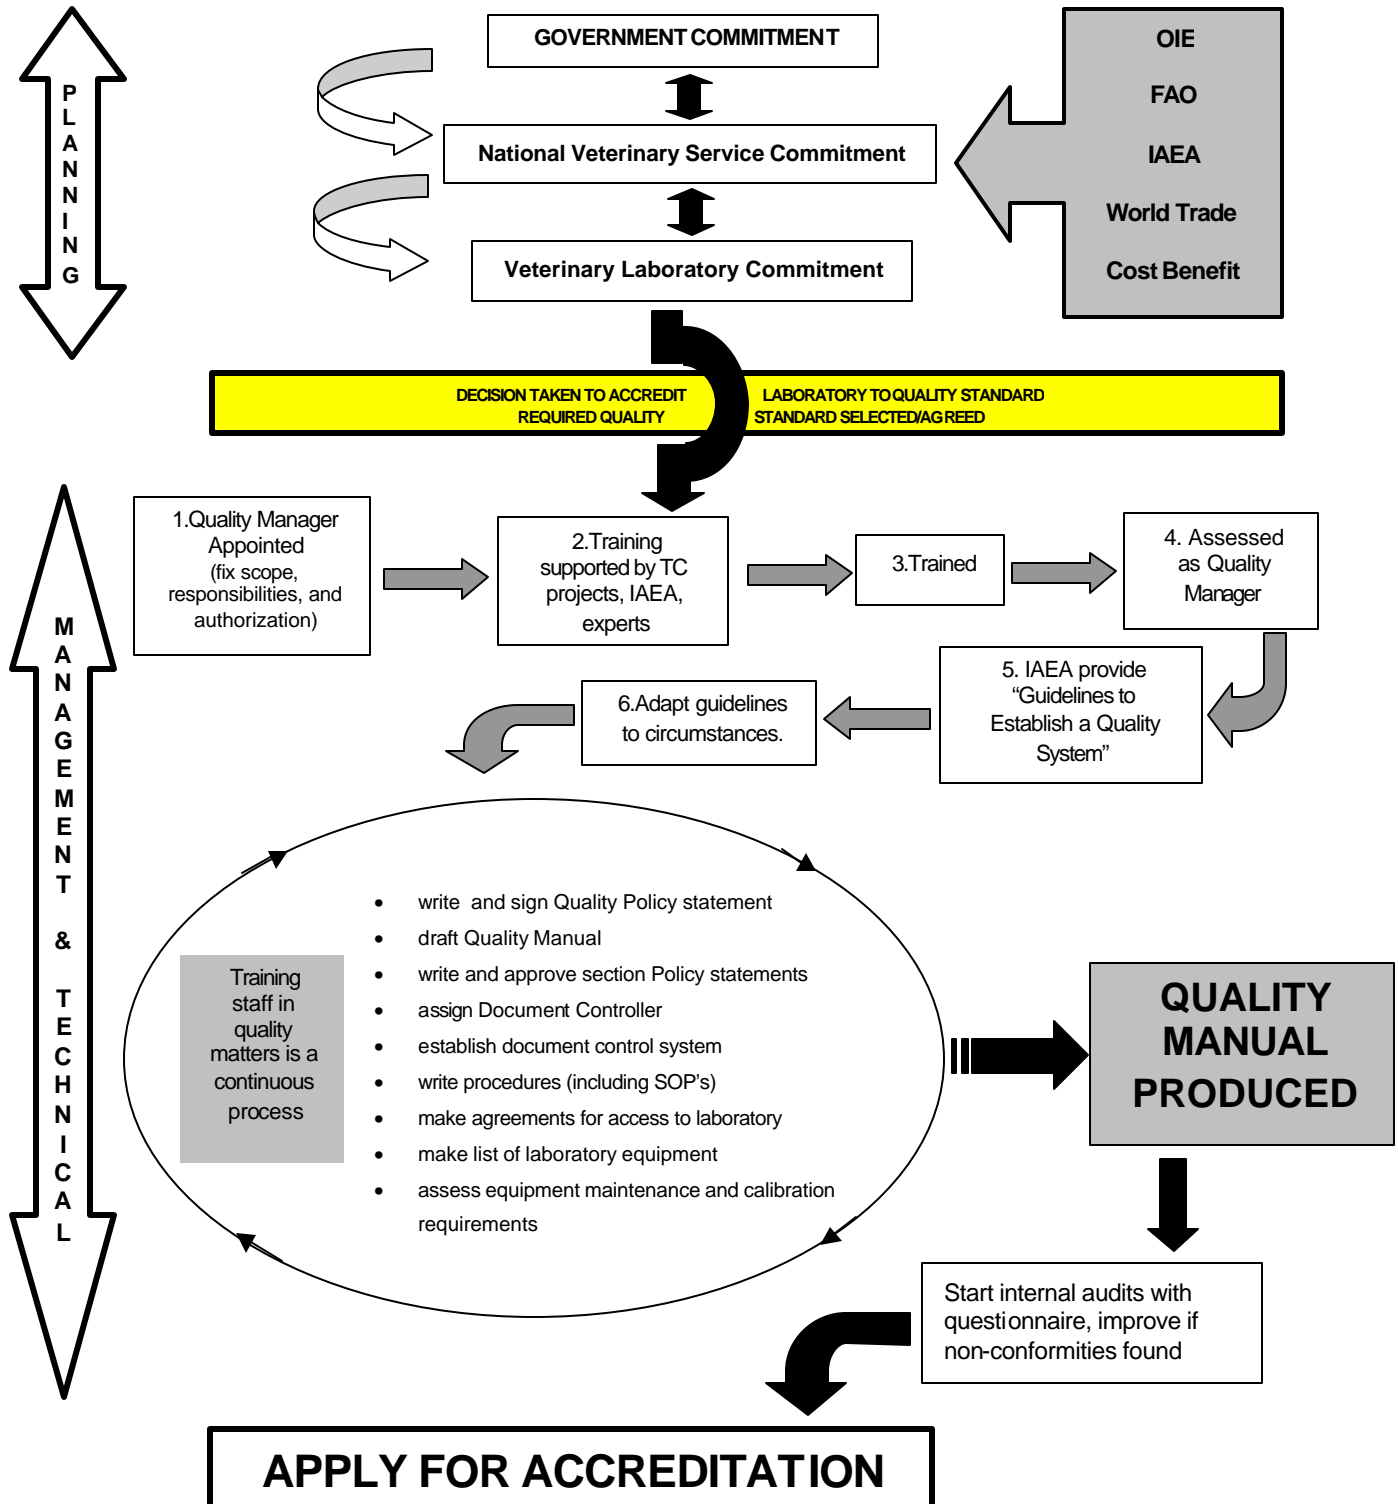 GOVERNMENT COMMITMENT
National Veterinary Service Commitment
Veterinary Laboratory Commitment
OIE
FAO
IAEA
World Trade
Cost Benefit
PLANNING
DECISION TAKEN TO ACCREDIT LABORATORY TO QUALITY STANDARD
REQUIRED QUALITY STANDARD SELECTED/AGREED
MANAGEMENT & TECHNICAL
1.Quality Manager
Appointed
(fix scope,
responsibilities, and
authorization)
2.Training
supported by TC
projects, IAEA,
experts
3.Trained
4. Assessed
as Quality
Manager
5. IAEA provide
“Guidelines to
Establish a Quality
System”
6.Adapt guidelines
to circumstances.
Training
staff in
quality
matters is a
continuous
process
• write and sign Quality Policy statement
• draft Quality Manual
• write and approve section Policy statements
• assign Document Controller
• establish document control system
• write procedures (including SOP's)
• make agreements for access to laboratory
• make list of laboratory equipment
• assess equipment maintenance and calibration
requirements
QUALITY
MANUAL
PRODUCED
Start internal audits with
questionnaire, improve if
non-conformities found
APPLY FOR ACCREDITATION